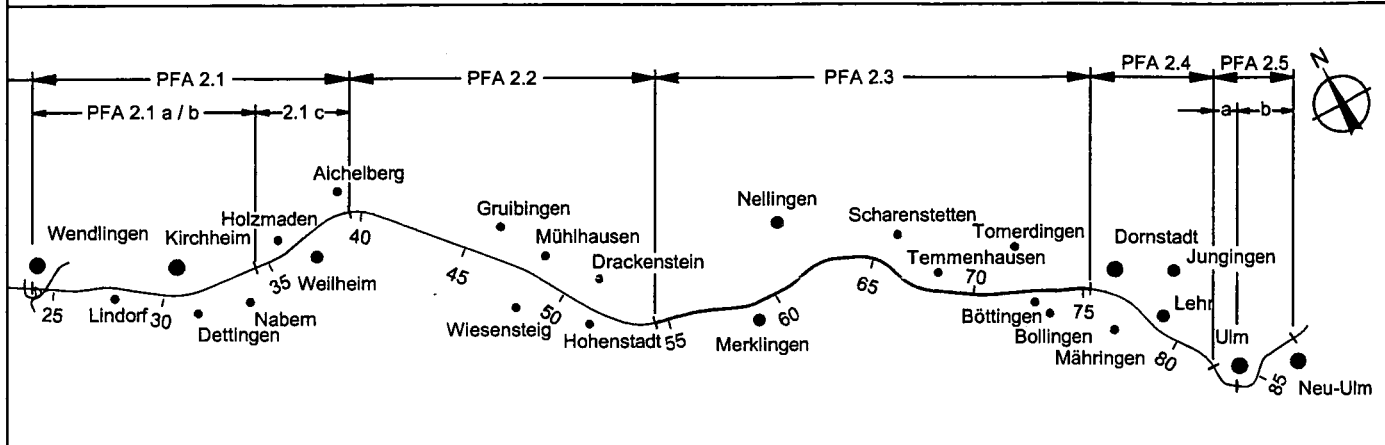 PFA 2.1
PFA 2.2
PFA 2.3
PFA 2.4
PFA 2.5
N
PFA 2.1 a / b
2.1 c
a
b
Aichelberg
Wendlingen
Kirchheim
Holzmaden
Weilheim
Lindorf
Dettingen
Nabern
25
30
35
40
Gruibingen
Mühlhausen
Drackenstein
Wiesensteig
Hohenstadt
45
50
55
Nellingen
Merklingen
60
Scharenstetten
65
Temmenhausen
Tomerdingen
70
Böttingen
Bollingen
Mähringen
75
Dornstadt
Jungingen
Lehr
80
Ulm
85
Neu-Ulm